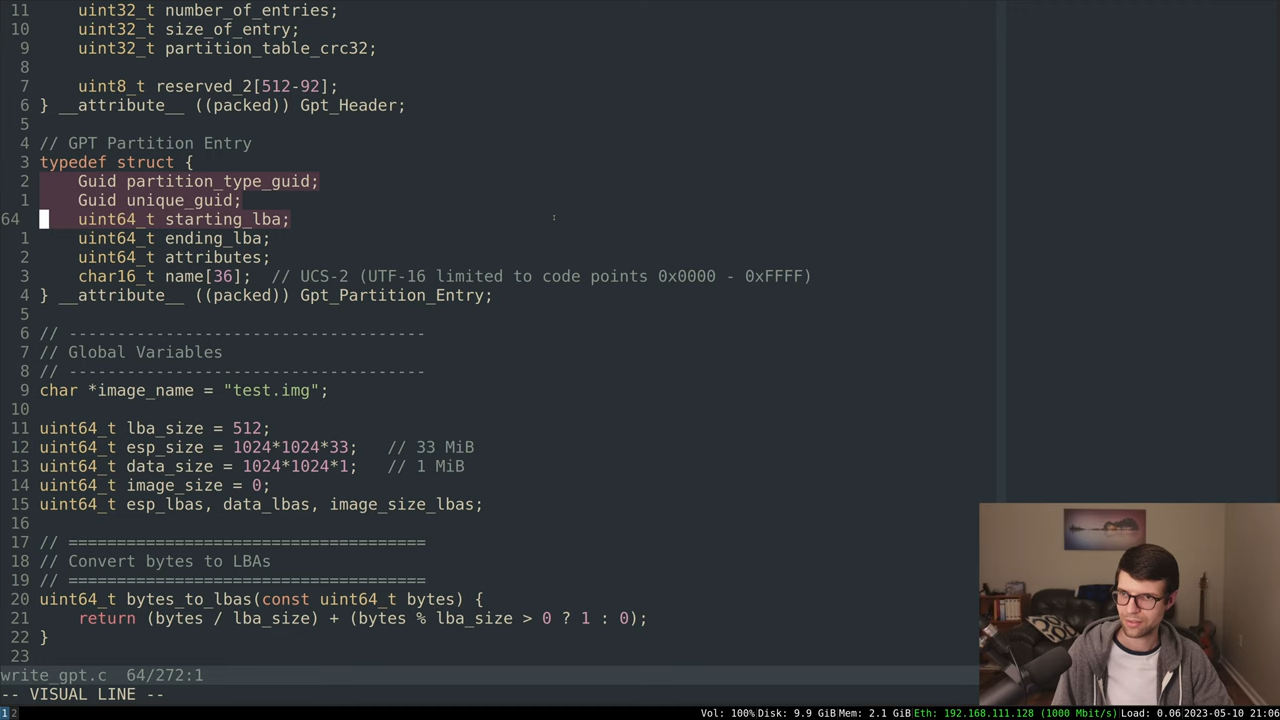 11      uint32_t number_of_entries;
10      uint32_t size_of_entry;
9      uint32_t partition_table_crc32;
8
7      uint8_t reserved_2[512-92];
6  } __attribute__ ((packed)) Gpt_Header;
5
4  // GPT Partition Entry
3  typedef struct {
2      Guid partition_type_guid;
1      Guid unique_guid;
64      uint64_t starting_lba;
1      uint64_t ending_lba;
2      uint64_t attributes;
3      char16_t name[36];  // UCS-2 (UTF-16 limited to code points 0x0000 - 0xFFFF)
4  } __attribute__ ((packed)) Gpt_Partition_Entry;
5
6  // -------------------------------------
7  // Global Variables
8  // -------------------------------------
9  char *image_name = "test.img";
10
11  uint64_t lba_size = 512;
12  uint64_t esp_size = 1024*1024*33;   // 33 MiB
13  uint64_t data_size = 1024*1024*1;   // 1 MiB
14  uint64_t image_size = 0;
15  uint64_t esp_lbas, data_lbas, image_size_lbas;
16
17  // =====================================
18  // Convert bytes to LBAs
19  // =====================================
20  uint64_t bytes_to_lbas(const uint64_t bytes) {
21      return (bytes / lba_size) + (bytes % lba_size > 0 ? 1 : 0);
22  }
23
write_gpt.c  64/272:1
-- VISUAL LINE --
1 2 Vol: 100% Disk: 9.9 GiB Mem: 2.1 GiB Eth: 192.168.111.128 (1000 Mbit/s) Load: 0.06 2023-05-10 21:06